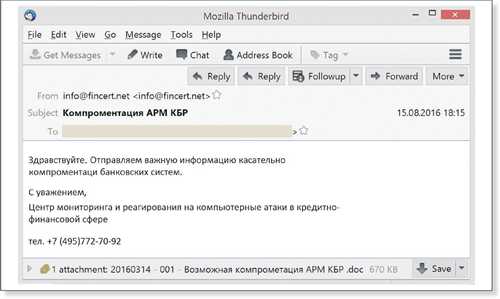 Mozilla Thunderbird
File Edit View Go Message Tools Help
Get Messages Write Chat Address Book Tag
Reply Reply Followup Forward More
From info@fincert.net <info@fincert.net>
Subject Компроментация АРМ КБР 15.08.2016 18:15
To >
Здравствуйте. Отправляем важную информацию касательно
компроментаци банковских систем.
С уважением,
Центр мониторинга и реагирования на компьютерные атаки в кредитно-
финансовой сфере
тел. +7 (495)772-70-92
1 attachment: 20160314 - 001 - Возможная компрометация АРМ КБР .doc 670 KB Save